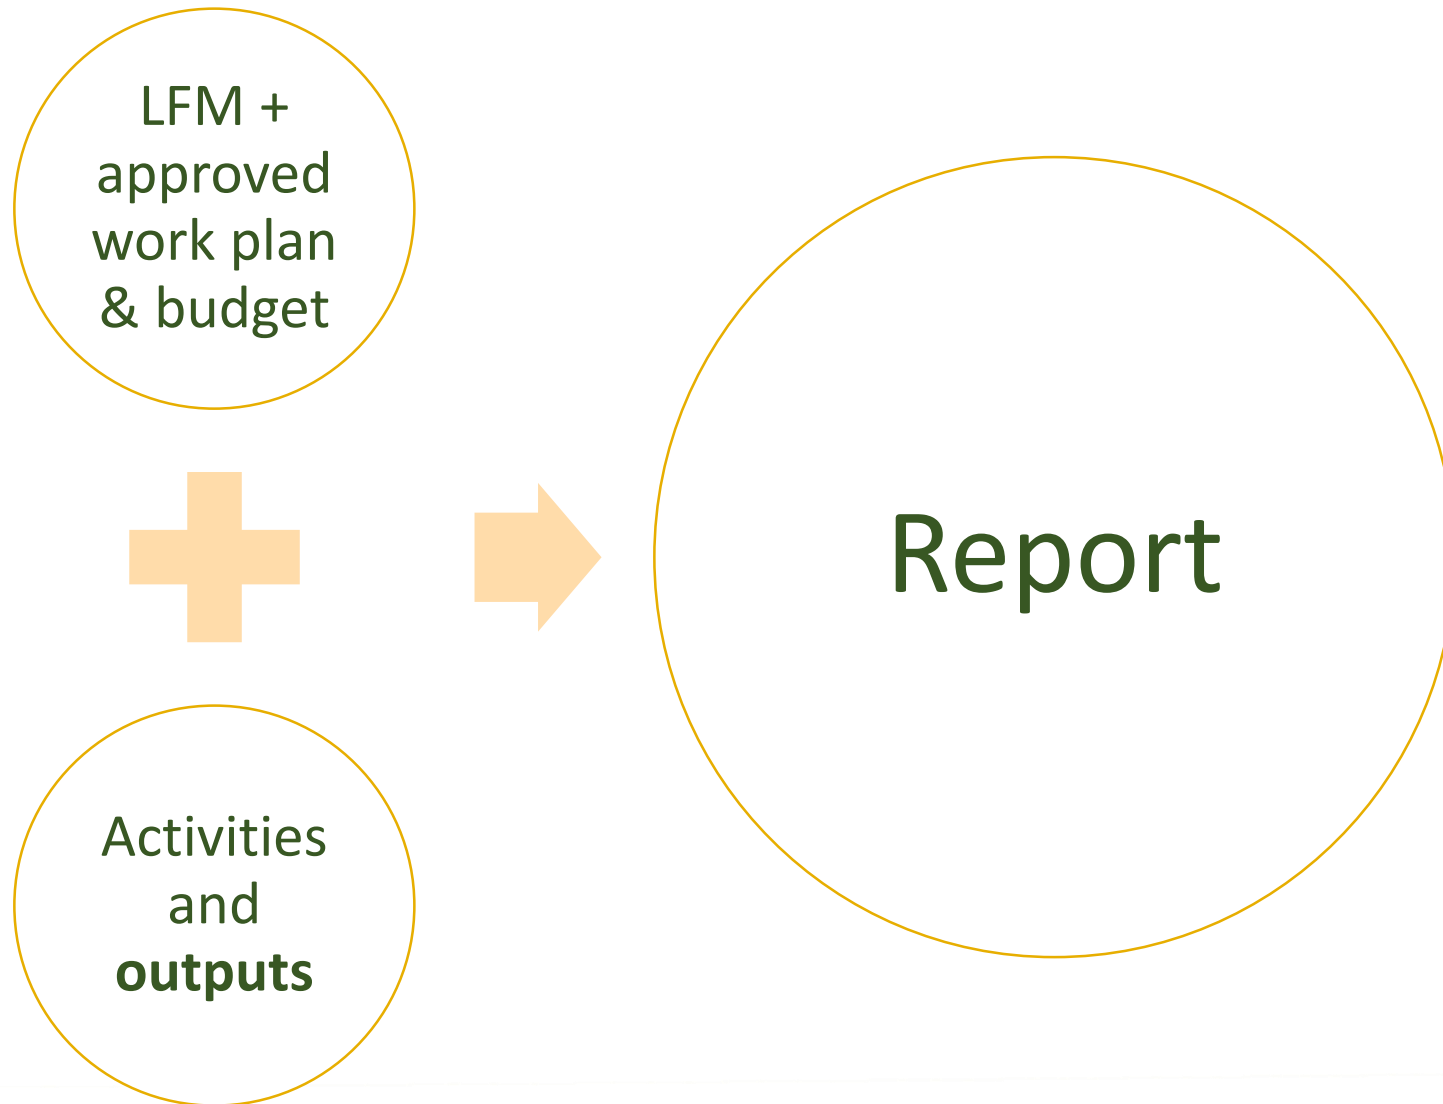 LFM +
approved
work plan
& budget
Activities
and
outputs
Report